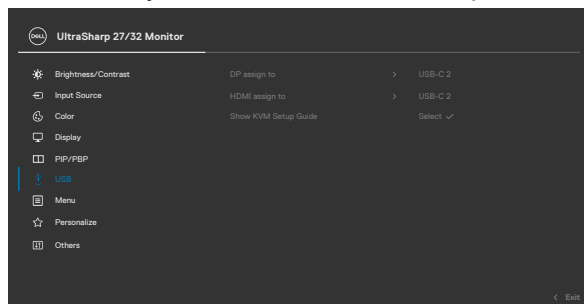 DELL UltraSharp 27/32 Monitor
Brightness/Contrast DP assign to > USB-C 2
Input Source HDMI assign to > USB-C 2
Color Show KVM Setup Guide Select ✓
Display
PIP/PBP
USB
Menu
Personalize
Others
< Exit